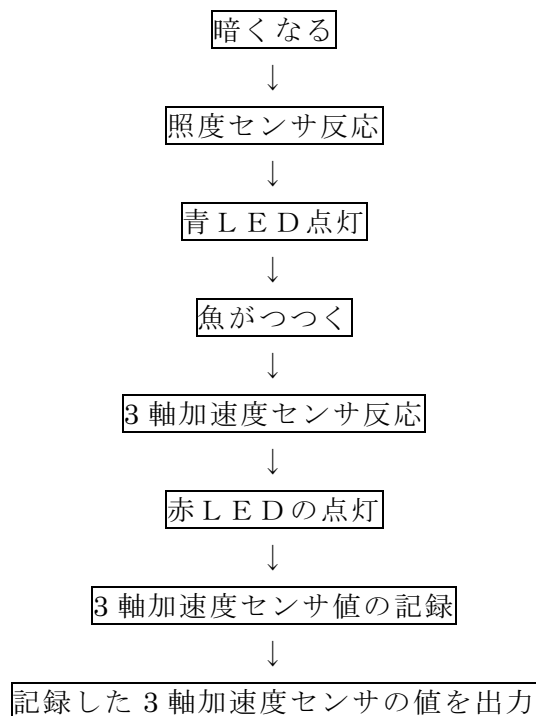 暗くなる
↓
照度センサ反応
↓
青ＬＥＤ点灯
↓
魚がつつく
↓
3軸加速度センサ反応
↓
赤ＬＥＤの点灯
↓
3軸加速度センサ値の記録
↓
記録した3軸加速度センサの値を出力